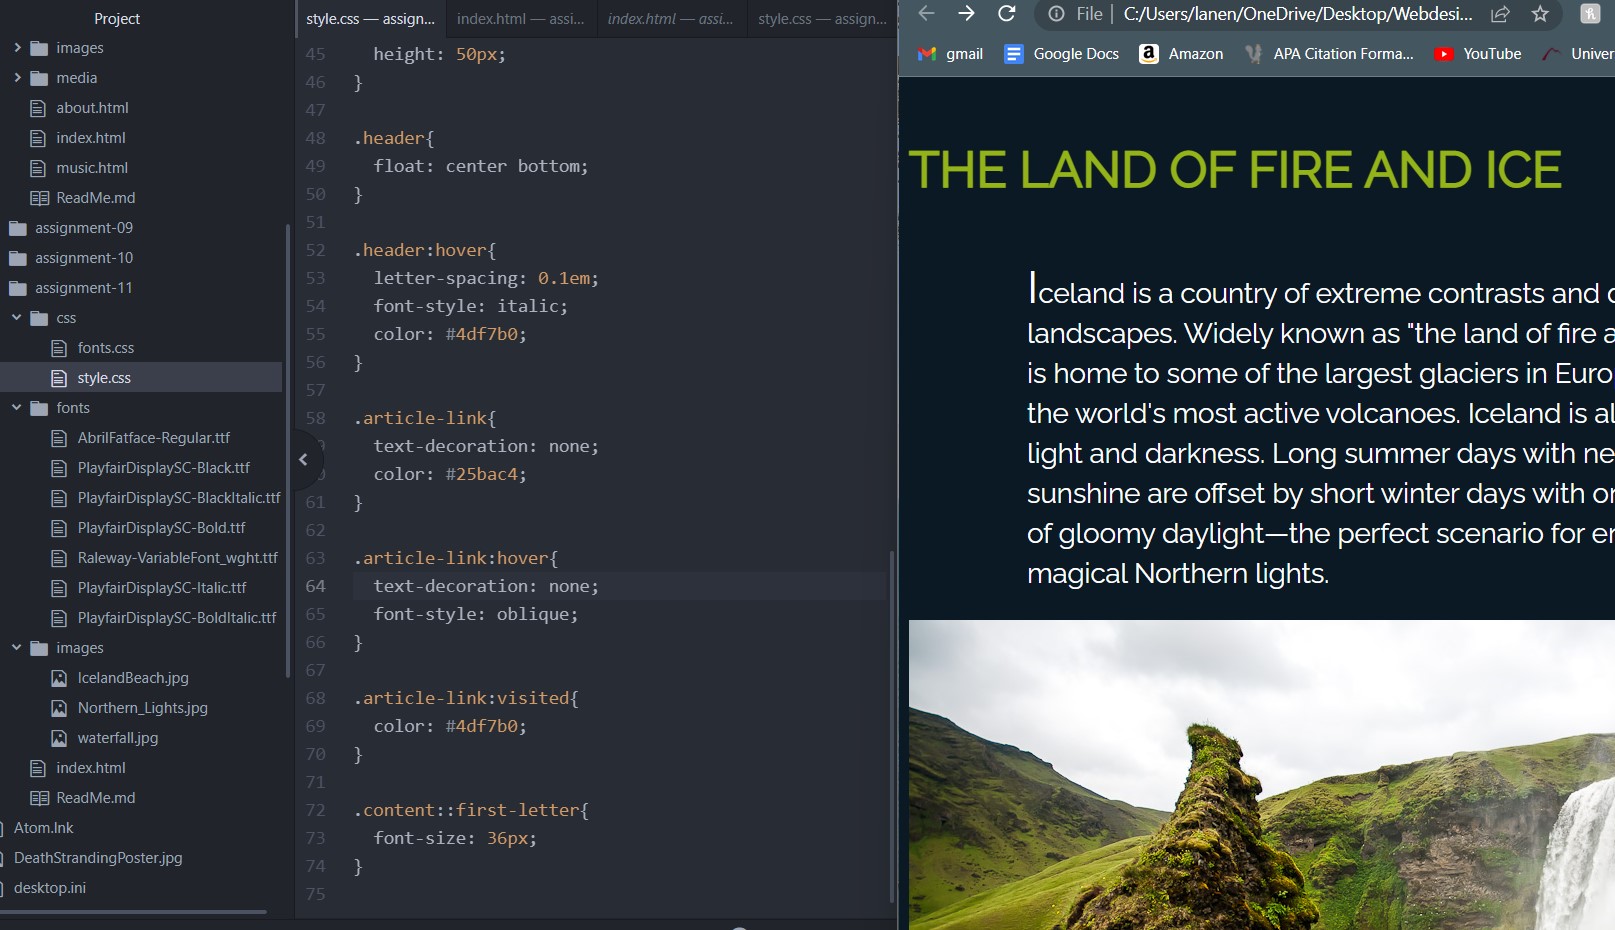 Project
images
media
about.html
index.html
music.html
ReadMe.md
assignment-09
assignment-10
assignment-11
css
fonts.css
style.css
fonts
AbrilFatface-Regular.ttf
PlayfairDisplaySC-Black.ttf
PlayfairDisplaySC-BlackItalic.ttf
PlayfairDisplaySC-Bold.ttf
Raleway-VariableFont_wght.ttf
PlayfairDisplaySC-Italic.ttf
PlayfairDisplaySC-BoldItalic.ttf
images
IcelandBeach.jpg
Northern_Lights.jpg
waterfall.jpg
index.html
ReadMe.md
Atom.lnk
DeathStrandingPoster.jpg
desktop.ini
style.css — assign... index.html — assi... index.html — assi... style.css — assign...
45 height: 50px;
46 }
47
48 .header{
49 float: center bottom;
50 }
51
52 .header:hover{
53 letter-spacing: 0.1em;
54 font-style: italic;
55 color: #4df7b0;
56 }
57
58 .article-link{
text-decoration: none;
color: #25bac4;
61 }
62
63 .article-link:hover{
64 text-decoration: none;
65 font-style: oblique;
66 }
67
68 .article-link:visited{
69 color: #4df7b0;
70 }
71
72 .content::first-letter{
73 font-size: 36px;
74 }
75
File | C:/Users/lanen/OneDrive/Desktop/Webdesi...
gmail Google Docs Amazon APA Citation Forma... YouTube Univer
THE LAND OF FIRE AND ICE
Iceland is a country of extreme contrasts and
landscapes. Widely known as "the land of fire a
is home to some of the largest glaciers in Euro
the world's most active volcanoes. Iceland is al
light and darkness. Long summer days with ne
sunshine are offset by short winter days with or
of gloomy daylight—the perfect scenario for er
magical Northern lights.